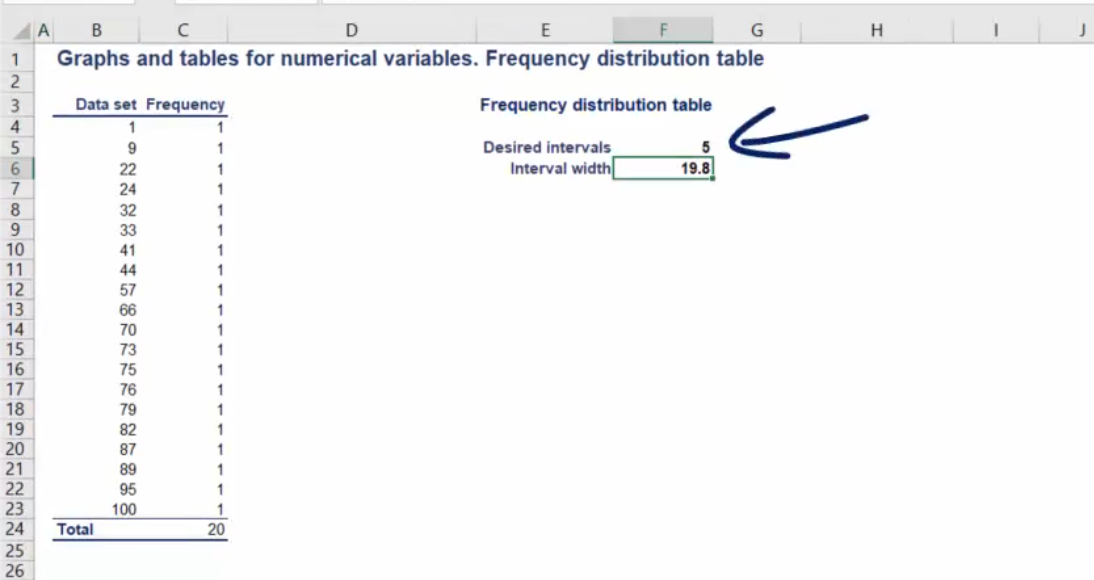 A B C D E F G H I J
1 Graphs and tables for numerical variables. Frequency distribution table
2
3 Data set Frequency Frequency distribution table
4 1 1
5 9 1 Desired intervals 5
6 22 1 Interval width 19.8
7 24 1
8 32 1
9 33 1
10 41 1
11 44 1
12 57 1
13 66 1
14 70 1
15 73 1
16 75 1
17 76 1
18 79 1
19 82 1
20 87 1
21 89 1
22 95 1
23 100 1
24 Total 20
25
26